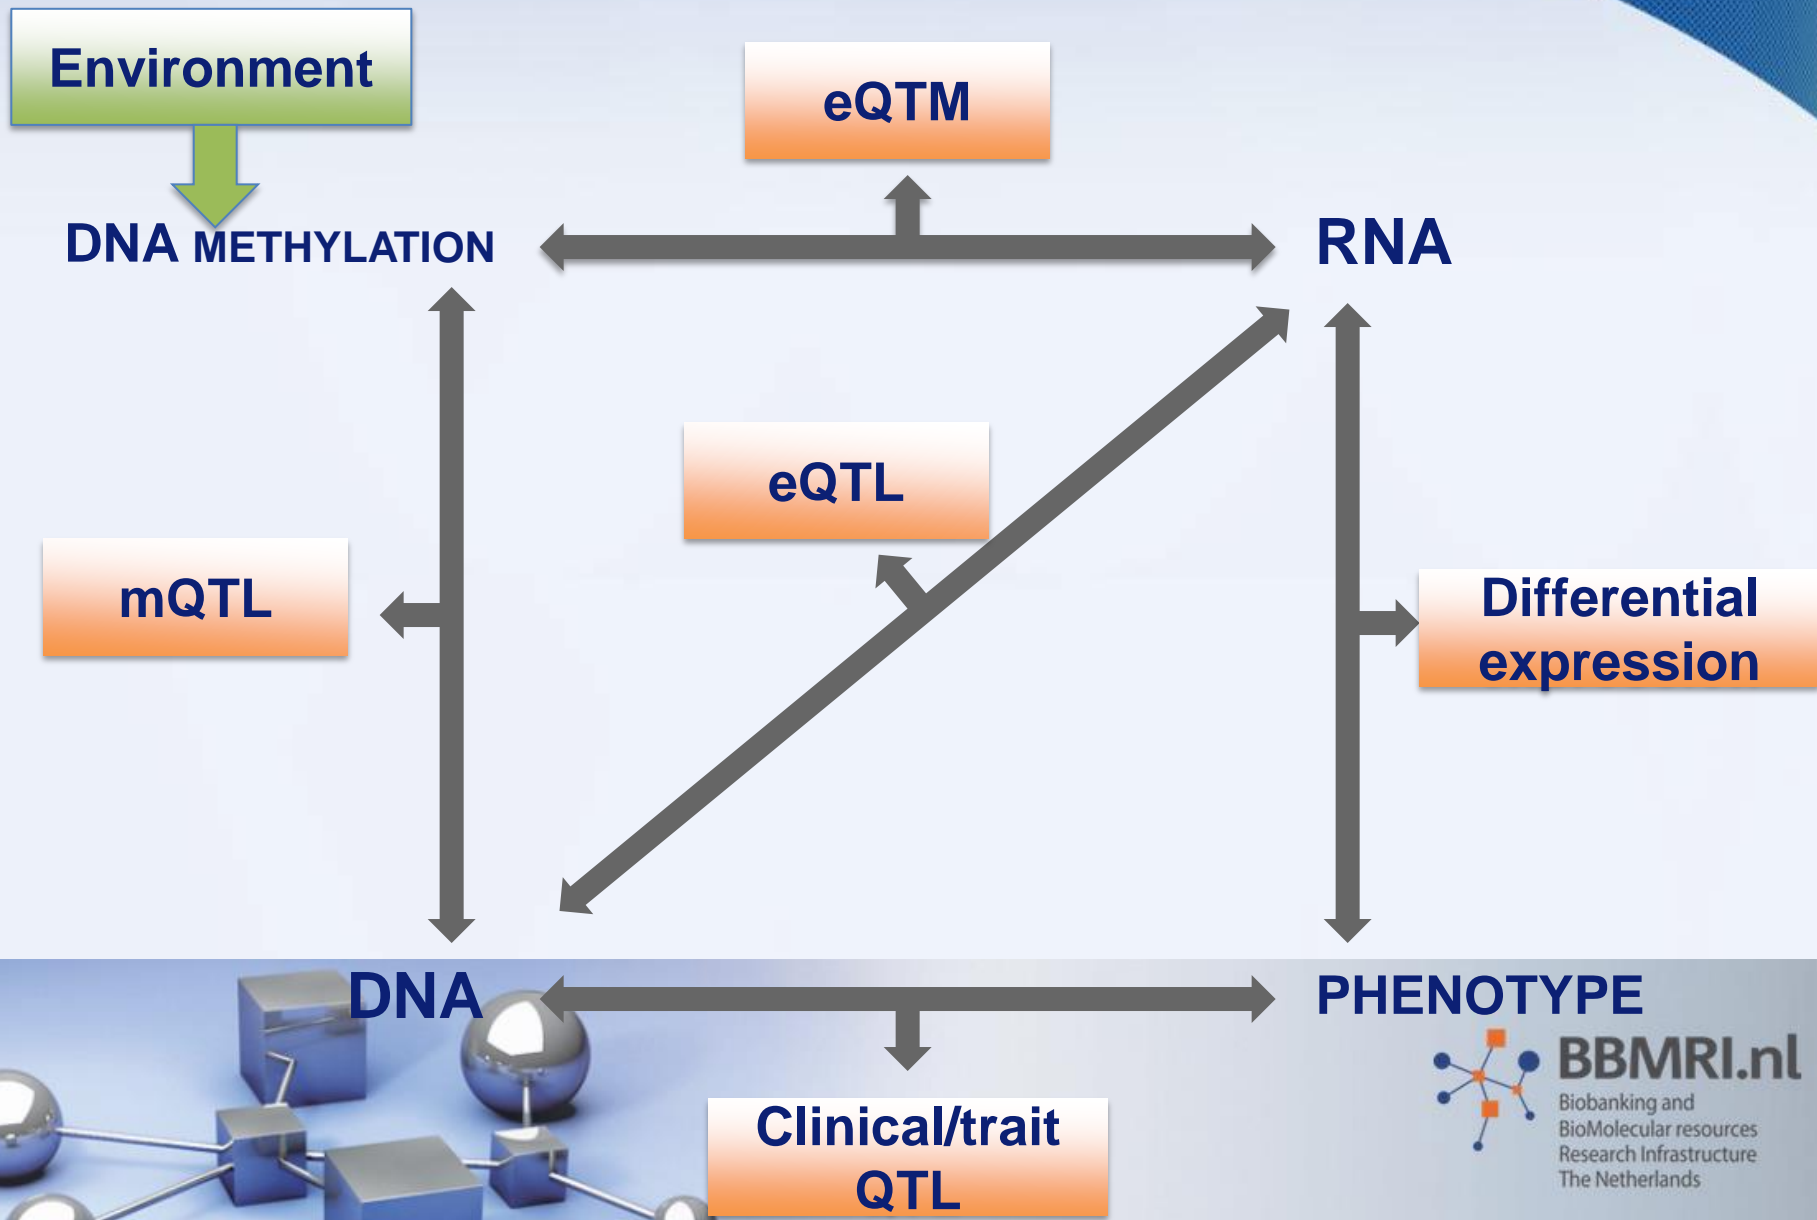 Environment
eQTM
DNA METHYLATION
RNA
eQTL
mQTL
Differential
expression
DNA
PHENOTYPE
Clinical/trait
QTL
BBMRI.nl
Biobanking and
BioMolecular resources
Research Infrastructure
The Netherlands